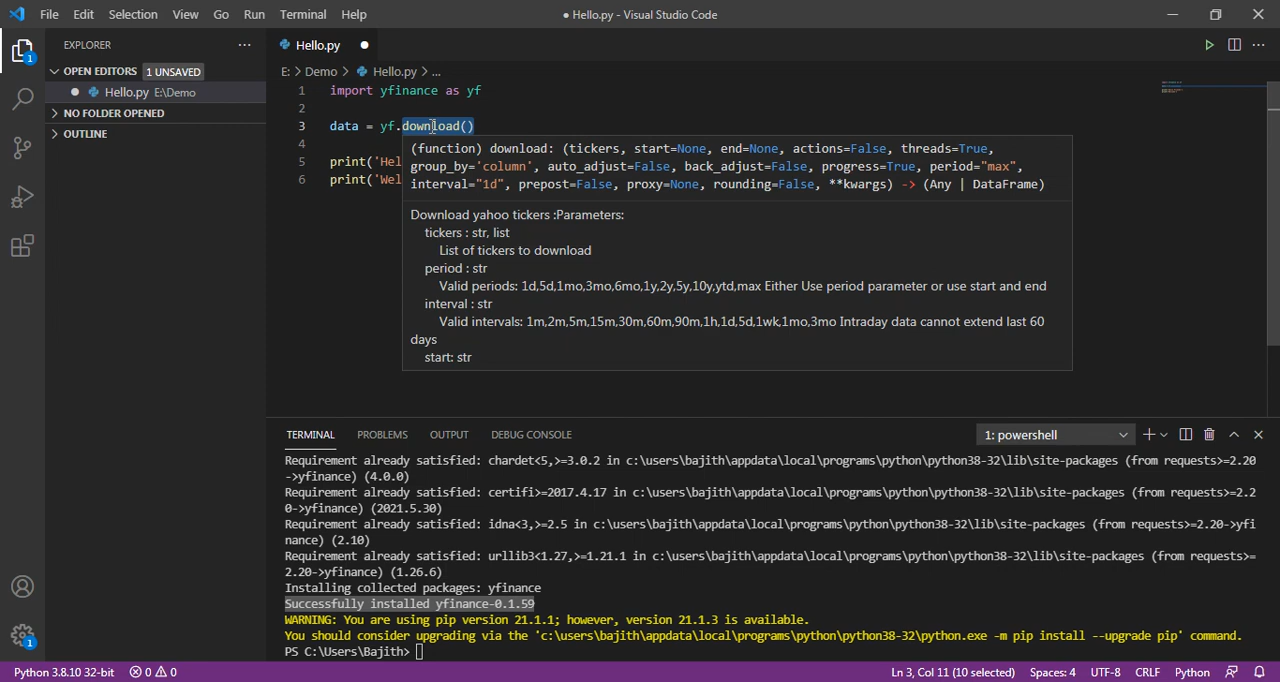 File Edit Selection View Go Run Terminal Help
● Hello.py - Visual Studio Code
EXPLORER
OPEN EDITORS 1 UNSAVED
Hello.py E:\Demo
NO FOLDER OPENED
OUTLINE
1
Hello.py
E: > Demo > Hello.py > ...
1 import yfinance as yf
2
3 data = yf.download()
4
5 print('Hel
6 print('Wel
(function) download: (tickers, start=None, end=None, actions=False, threads=True,
group_by='column', auto_adjust=False, back_adjust=False, progress=True, period="max",
interval="1d", prepost=False, proxy=None, rounding=False, **kwargs) -> (Any | DataFrame)
Download yahoo tickers :Parameters:
tickers : str, list
List of tickers to download
period : str
Valid periods: 1d,5d,1mo,3mo,6mo,1y,2y,5y,10y,ytd,max Either Use period parameter or use start and end
interval : str
Valid intervals: 1m,2m,5m,15m,30m,60m,90m,1h,1d,5d,1wk,1mo,3mo Intraday data cannot extend last 60
days
start: str
TERMINAL PROBLEMS OUTPUT DEBUG CONSOLE
1: powershell
Requirement already satisfied: chardet<5,>=3.0.2 in c:\users\bajith\appdata\local\programs\python\python38-32\lib\site-packages (from requests>=2.20
->yfinance) (4.0.0)
Requirement already satisfied: certifi>=2017.4.17 in c:\users\bajith\appdata\local\programs\python\python38-32\lib\site-packages (from requests>=2.2
0->yfinance) (2021.5.30)
Requirement already satisfied: idna<3,>=2.5 in c:\users\bajith\appdata\local\programs\python\python38-32\lib\site-packages (from requests>=2.20->yfi
nance) (2.10)
Requirement already satisfied: urllib3<1.27,>=1.21.1 in c:\users\bajith\appdata\local\programs\python\python38-32\lib\site-packages (from requests>=
2.20->yfinance) (1.26.6)
Installing collected packages: yfinance
Successfully installed yfinance-0.1.59
WARNING: You are using pip version 21.1.1; however, version 21.1.3 is available.
You should consider upgrading via the 'c:\users\bajith\appdata\local\programs\python\python38-32\python.exe -m pip install --upgrade pip' command.
PS C:\Users\Bajith>
1
Python 3.8.10 32-bit 0 0
Ln 3, Col 11 (10 selected) Spaces: 4 UTF-8 CRLF Python